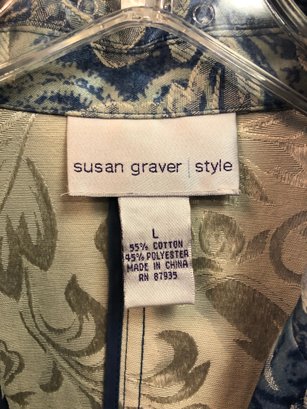 susan graver | style
L
55% COTTON
45% POLYESTER
MADE IN CHINA
RN 87935